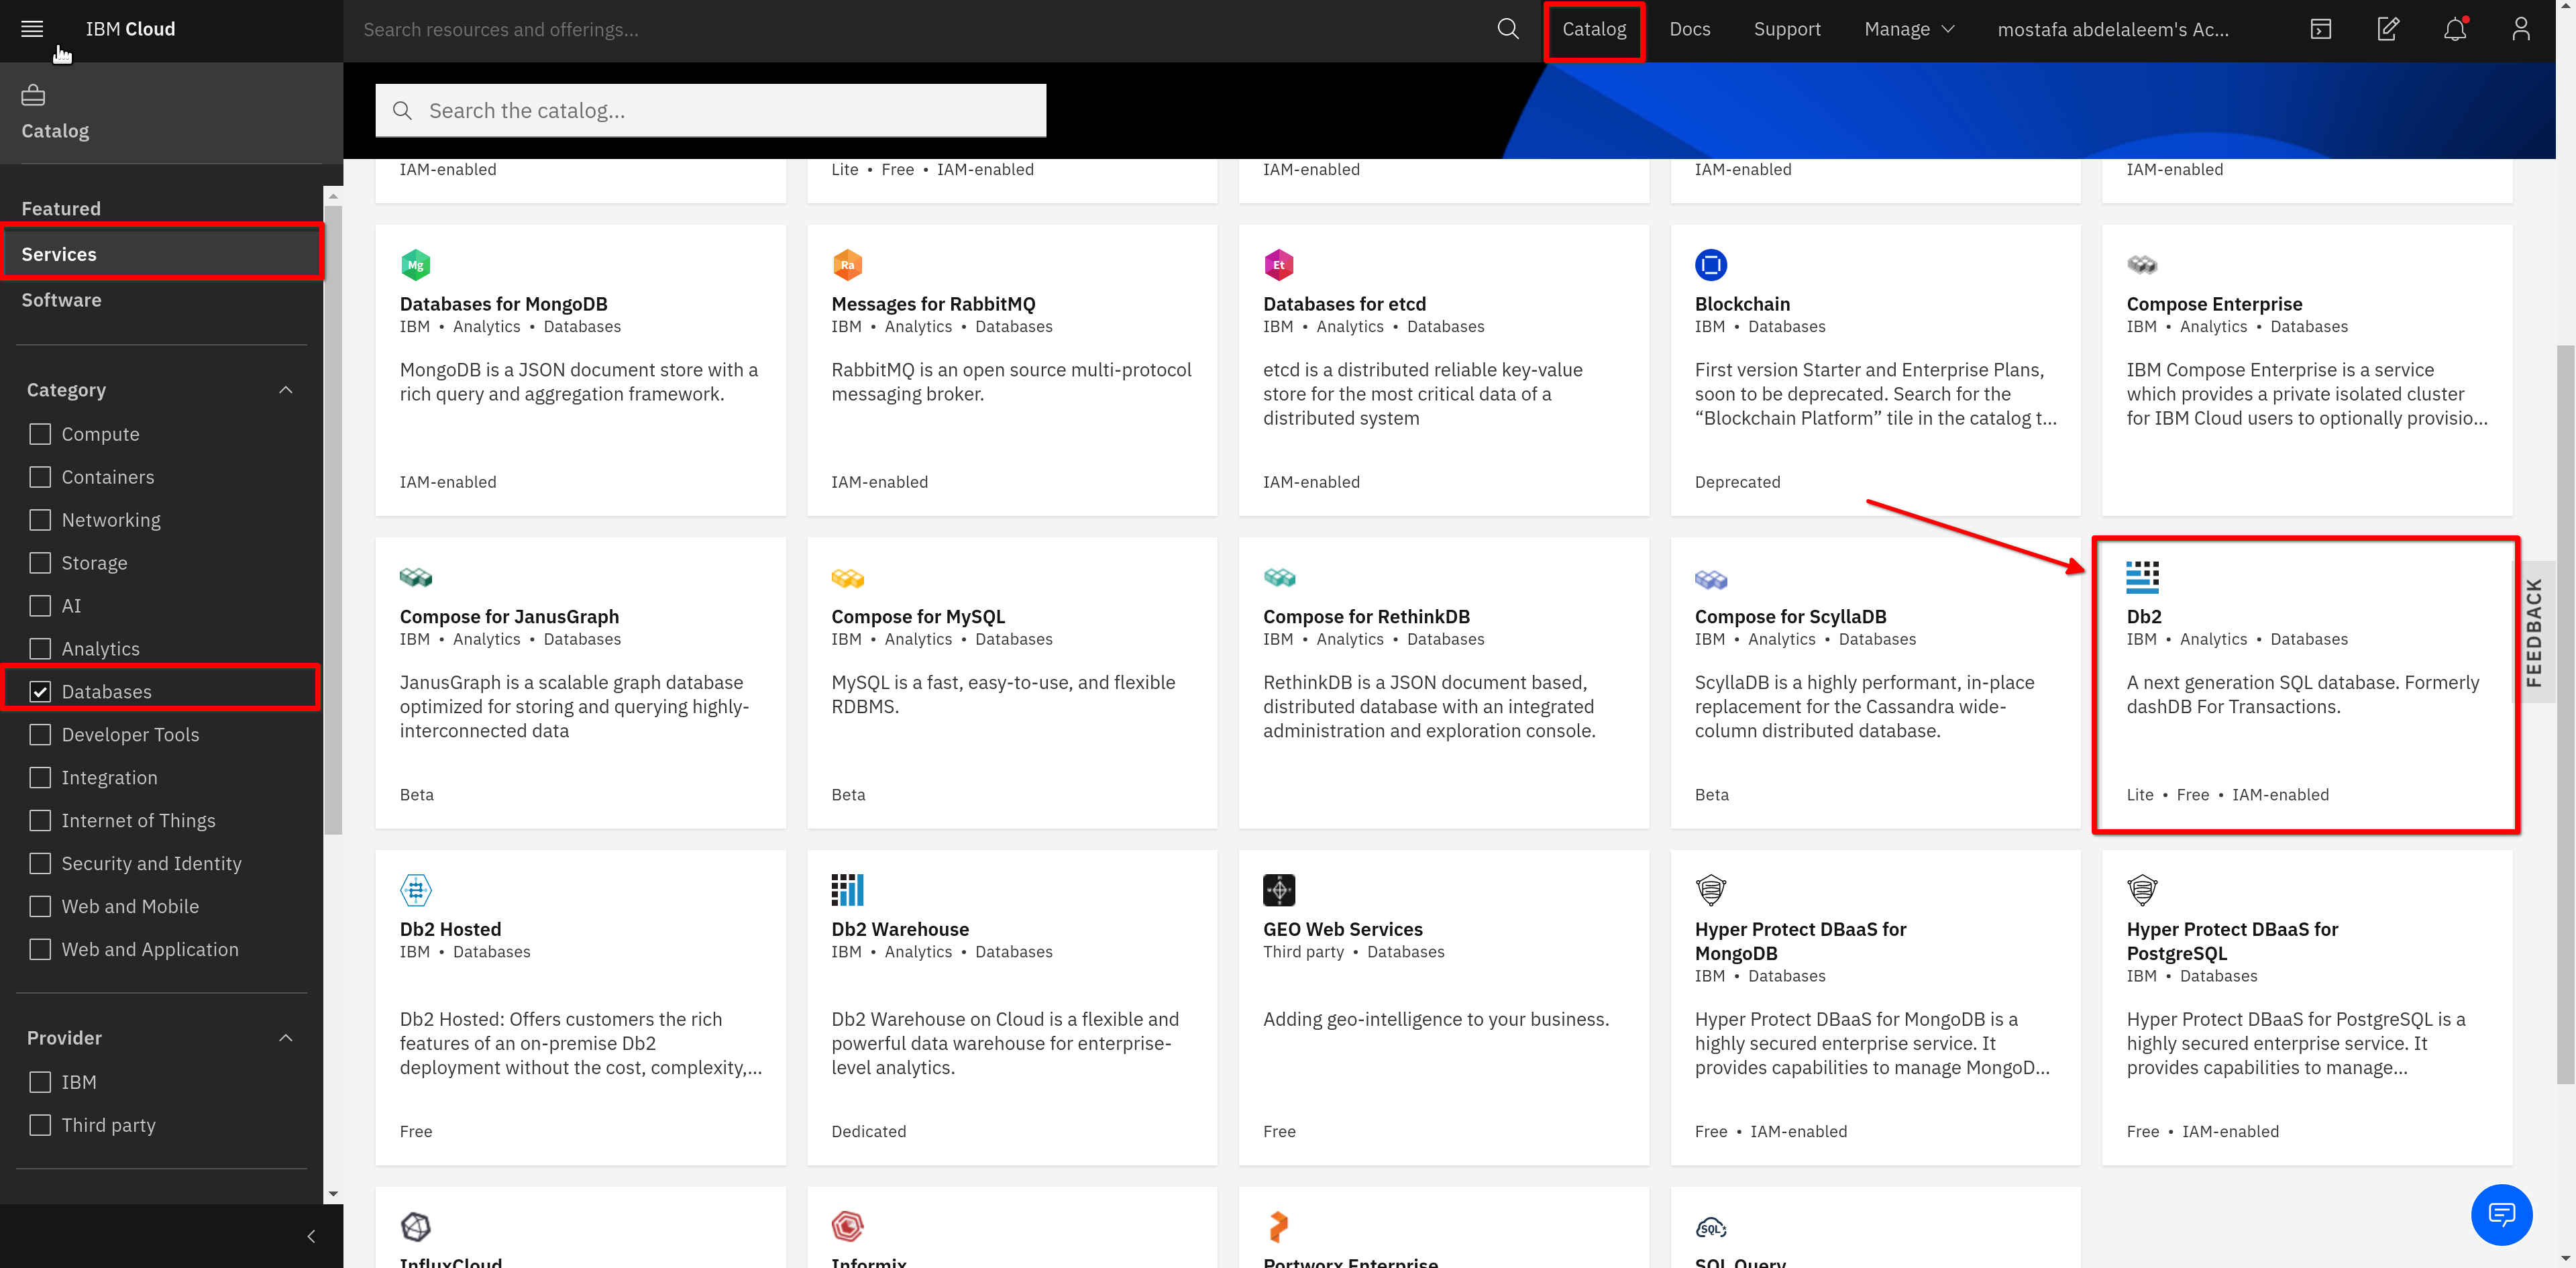 IBM Cloud
Search resources and offerings...
Catalog
Docs
Support
Manage
mostafa abdelaleem's Ac...
Catalog
Search the catalog...
Featured
Services
Software
Category
Compute
Containers
Networking
Storage
AI
Analytics
Databases
Developer Tools
Integration
Internet of Things
Security and Identity
Web and Mobile
Web and Application
Provider
IBM
Third party
IAM-enabled
Lite • Free • IAM-enabled
IAM-enabled
IAM-enabled
IAM-enabled
Mg
Databases for MongoDB
IBM • Analytics • Databases
MongoDB is a JSON document store with a
rich query and aggregation framework.
IAM-enabled
Ra
Messages for RabbitMQ
IBM • Analytics • Databases
RabbitMQ is an open source multi-protocol
messaging broker.
IAM-enabled
Et
Databases for etcd
IBM • Analytics • Databases
etcd is a distributed reliable key-value
store for the most critical data of a
distributed system
IAM-enabled
Blockchain
IBM • Databases
First version Starter and Enterprise Plans,
soon to be deprecated. Search for the
“Blockchain Platform” tile in the catalog t...
Deprecated
Compose Enterprise
IBM • Analytics • Databases
IBM Compose Enterprise is a service
which provides a private isolated cluster
for IBM Cloud users to optionally provisio...
Compose for JanusGraph
IBM • Analytics • Databases
JanusGraph is a scalable graph database
optimized for storing and querying highly-
interconnected data
Beta
Compose for MySQL
IBM • Analytics • Databases
MySQL is a fast, easy-to-use, and flexible
RDBMS.
Beta
Compose for RethinkDB
IBM • Analytics • Databases
RethinkDB is a JSON document based,
distributed database with an integrated
administration and exploration console.
Compose for ScyllaDB
IBM • Analytics • Databases
ScyllaDB is a highly performant, in-place
replacement for the Cassandra wide-
column distributed database.
Beta
Db2
IBM • Analytics • Databases
A next generation SQL database. Formerly
dashDB For Transactions.
Lite • Free • IAM-enabled
FEEDBACK
Db2 Hosted
IBM • Databases
Db2 Hosted: Offers customers the rich
features of an on-premise Db2
deployment without the cost, complexity,...
Free
Db2 Warehouse
IBM • Analytics • Databases
Db2 Warehouse on Cloud is a flexible and
powerful data warehouse for enterprise-
level analytics.
Dedicated
GEO Web Services
Third party • Databases
Adding geo-intelligence to your business.
Free
Hyper Protect DBaaS for
MongoDB
IBM • Databases
Hyper Protect DBaaS for MongoDB is a
highly secured enterprise service. It
provides capabilities to manage MongoD...
Free • IAM-enabled
Hyper Protect DBaaS for
PostgreSQL
IBM • Databases
Hyper Protect DBaaS for PostgreSQL is a
highly secured enterprise service. It
provides capabilities to manage...
Free • IAM-enabled
InfluxCloud
Informix
Portworx Enterprise
SQL
SQL Query